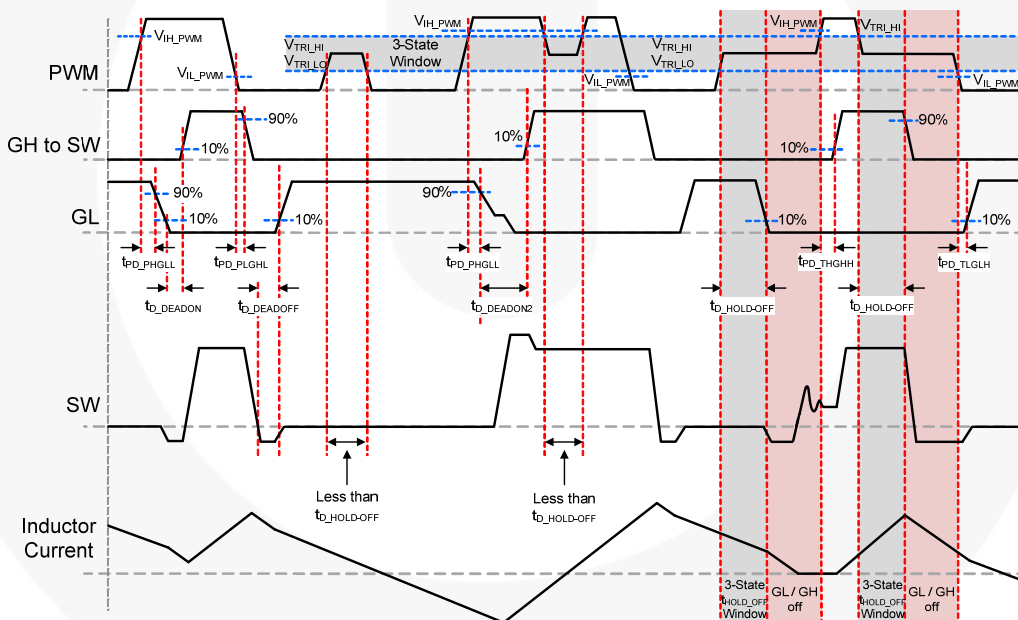 PWM
V_IH_PWM
V_IL_PWM
V_TRI_HI
V_TRI_LO
3-State
Window
V_IH_PWM
V_IL_PWM
V_TRI_HI
V_TRI_LO
V_IH_PWM
V_TRI_HI
V_IL_PWM
GH to SW
10%
90%
10%
10%
90%
GL
90%
10%
10%
90%
10%
10%
t_PD_PHGLL
t_PD_PLGHL
t_PD_PHGLL
t_PD_THGHH
t_PD_TLGLH
t_D_DEADON
t_D_DEADOFF
t_D_DEADON2
t_D_HOLD-OFF
t_D_HOLD-OFF
SW
Less than
t_D_HOLD-OFF
Less than
t_D_HOLD-OFF
Inductor
Current
3-State
t_HOLD_OFF
Window
GL / GH
off
3-State
t_HOLD_OFF
Window
GL / GH
off